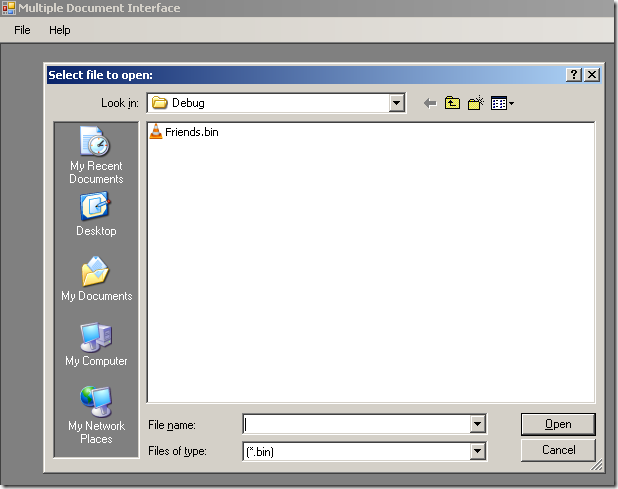 Multiple Document Interface
File Help
Select file to open:
Look in: Debug
Friends.bin
My Recent
Documents
Desktop
My Documents
My Computer
My Network
Places
File name:
Open
Files of type: (*.bin)
Cancel